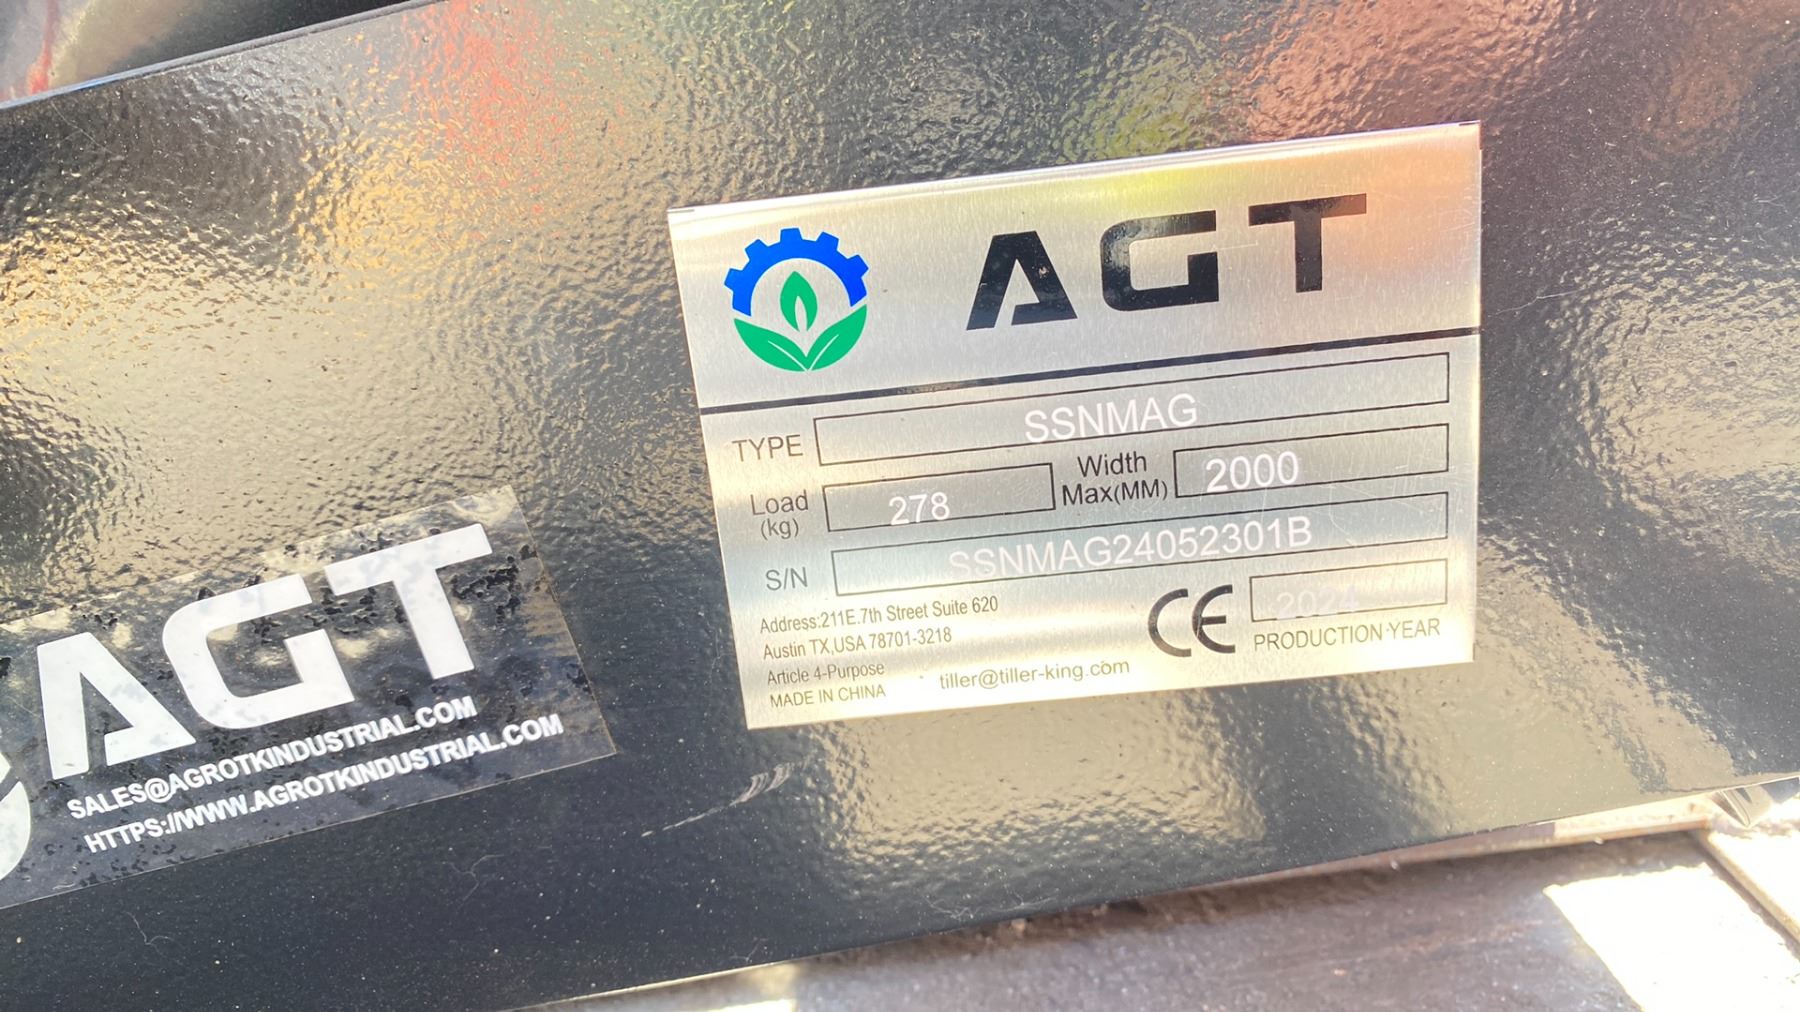 AGT
TYPE SSNMAG
Load (kg) 278 Width Max(MM) 2000
S/N SSNMAG24052301B
Address:211E.7th Street Suite 620
Austin TX,USA 78701-3218
Article 4-Purpose
MADE IN CHINA
tiller@tiller-king.com
CE 2024
PRODUCTION YEAR
AGT
SALES@AGROTKINDUSTRIAL.COM
HTTPS://WWW.AGROTKINDUSTRIAL.COM